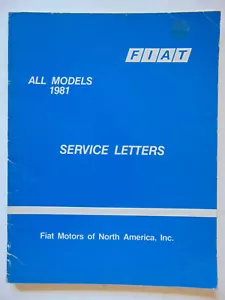 FIAT
ALL MODELS
1981
SERVICE LETTERS
Fiat Motors of North America, Inc.